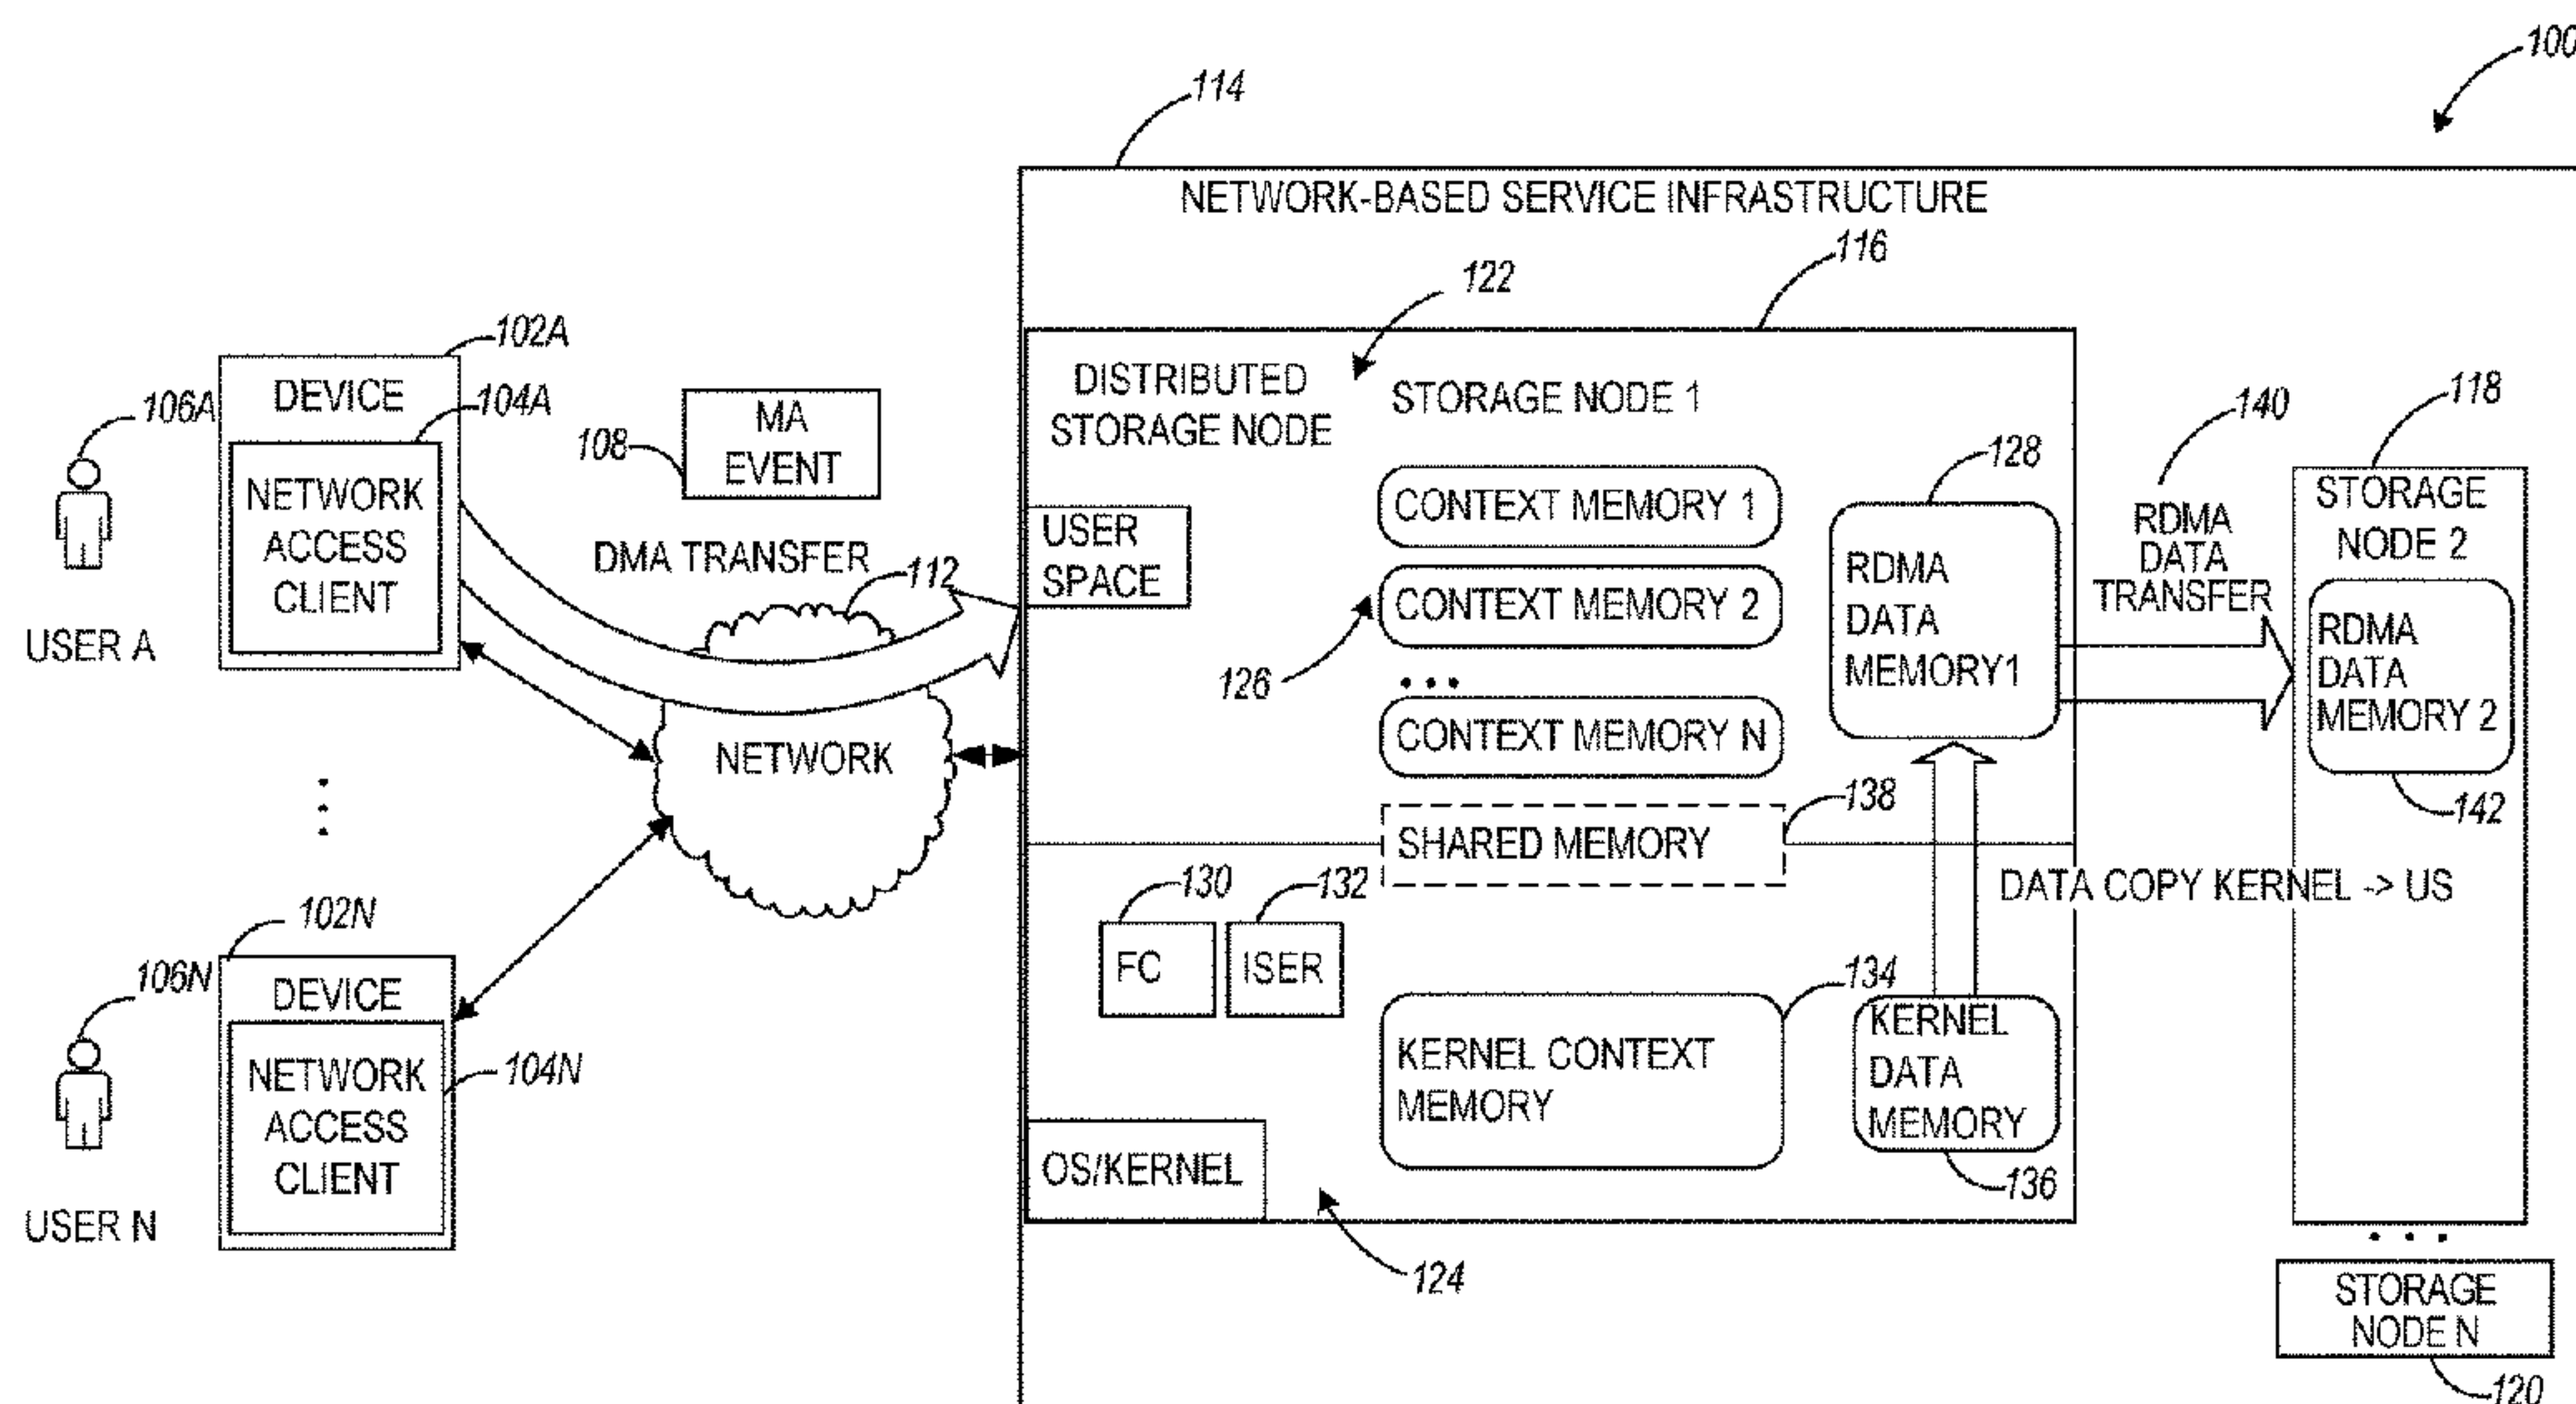 100
114
NETWORK-BASED SERVICE INFRASTRUCTURE
116
122
102A
DEVICE
104A
106A
NETWORK
ACCESS
CLIENT
USER A
108
MA
EVENT
DMA TRANSFER
112
NETWORK
DISTRIBUTED
STORAGE NODE
STORAGE NODE 1
USER
SPACE
CONTEXT MEMORY 1
CONTEXT MEMORY 2
126
CONTEXT MEMORY N
128
RDMA
DATA
MEMORY1
140
RDMA
DATA
TRANSFER
118
STORAGE
NODE 2
RDMA
DATA
MEMORY 2
142
138
SHARED MEMORY
DATA COPY KERNEL -> US
130
FC
132
ISER
134
KERNEL CONTEXT
MEMORY
KERNEL
DATA
MEMORY
136
OS/KERNEL
124
102N
DEVICE
106N
NETWORK
ACCESS
CLIENT
104N
USER N
STORAGE
NODE N
120